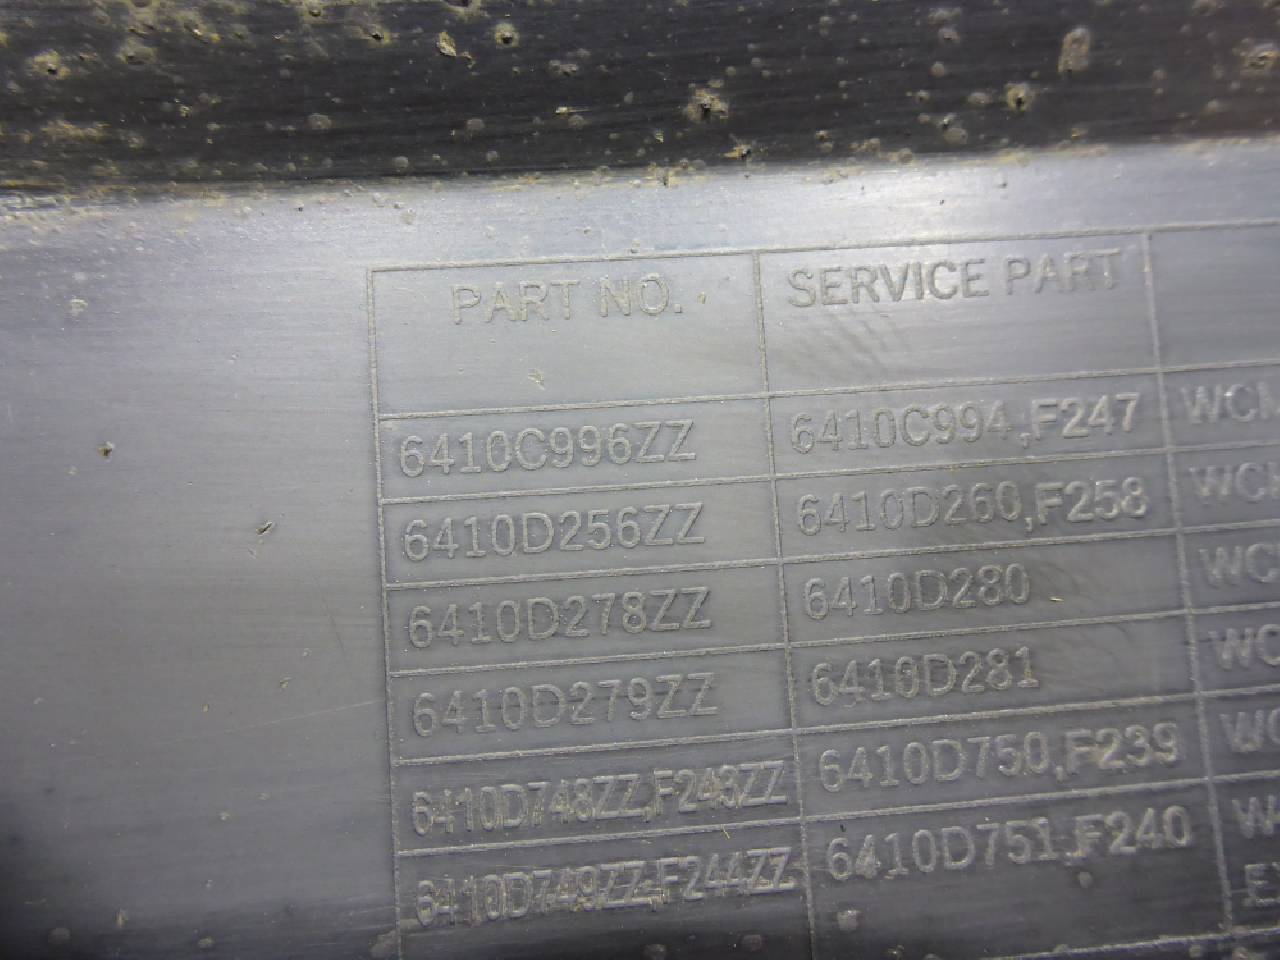 PART NO. SERVICE PART
6410C996ZZ 6410C994,F247
6410D256ZZ 6410D260,F258
6410D278ZZ 6410D280
6410D279ZZ 6410D281
6410D748ZZ,F243ZZ 6410D750,F239
6410D749ZZ,F244ZZ 6410D751,F240